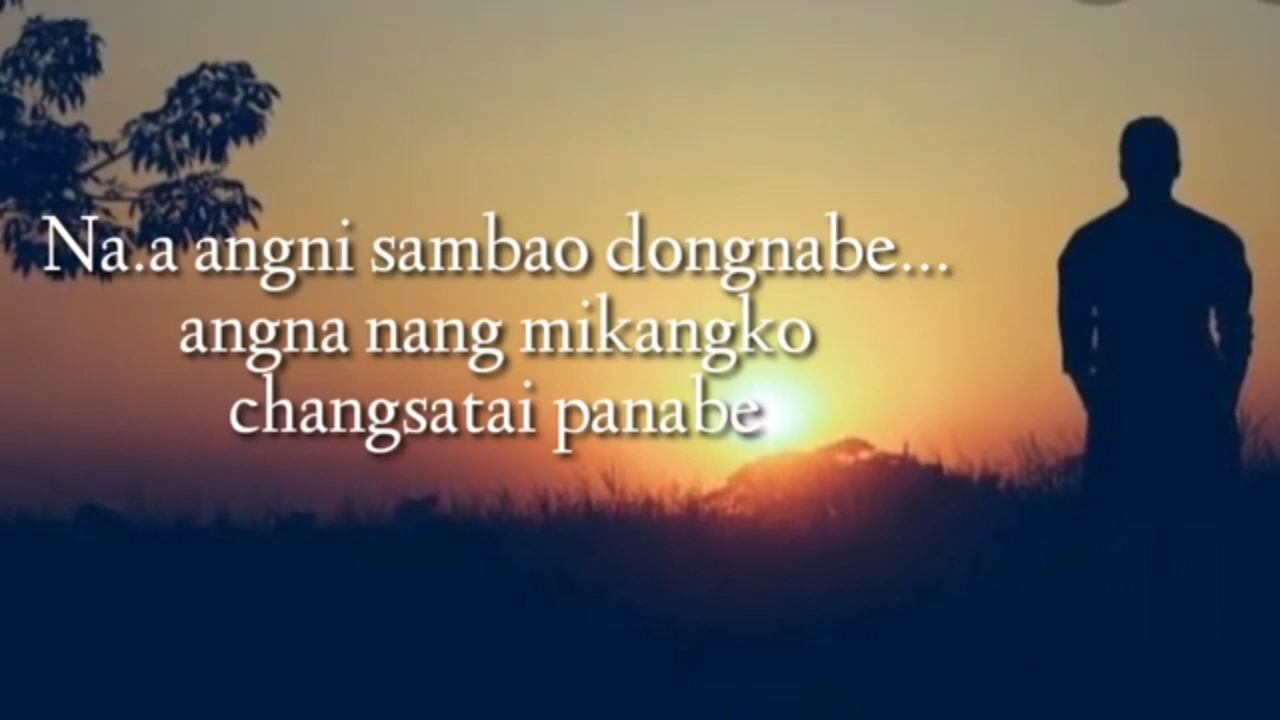 Na.a angni sambao dongnabe...
angna nang mikangko
changsatai panabe